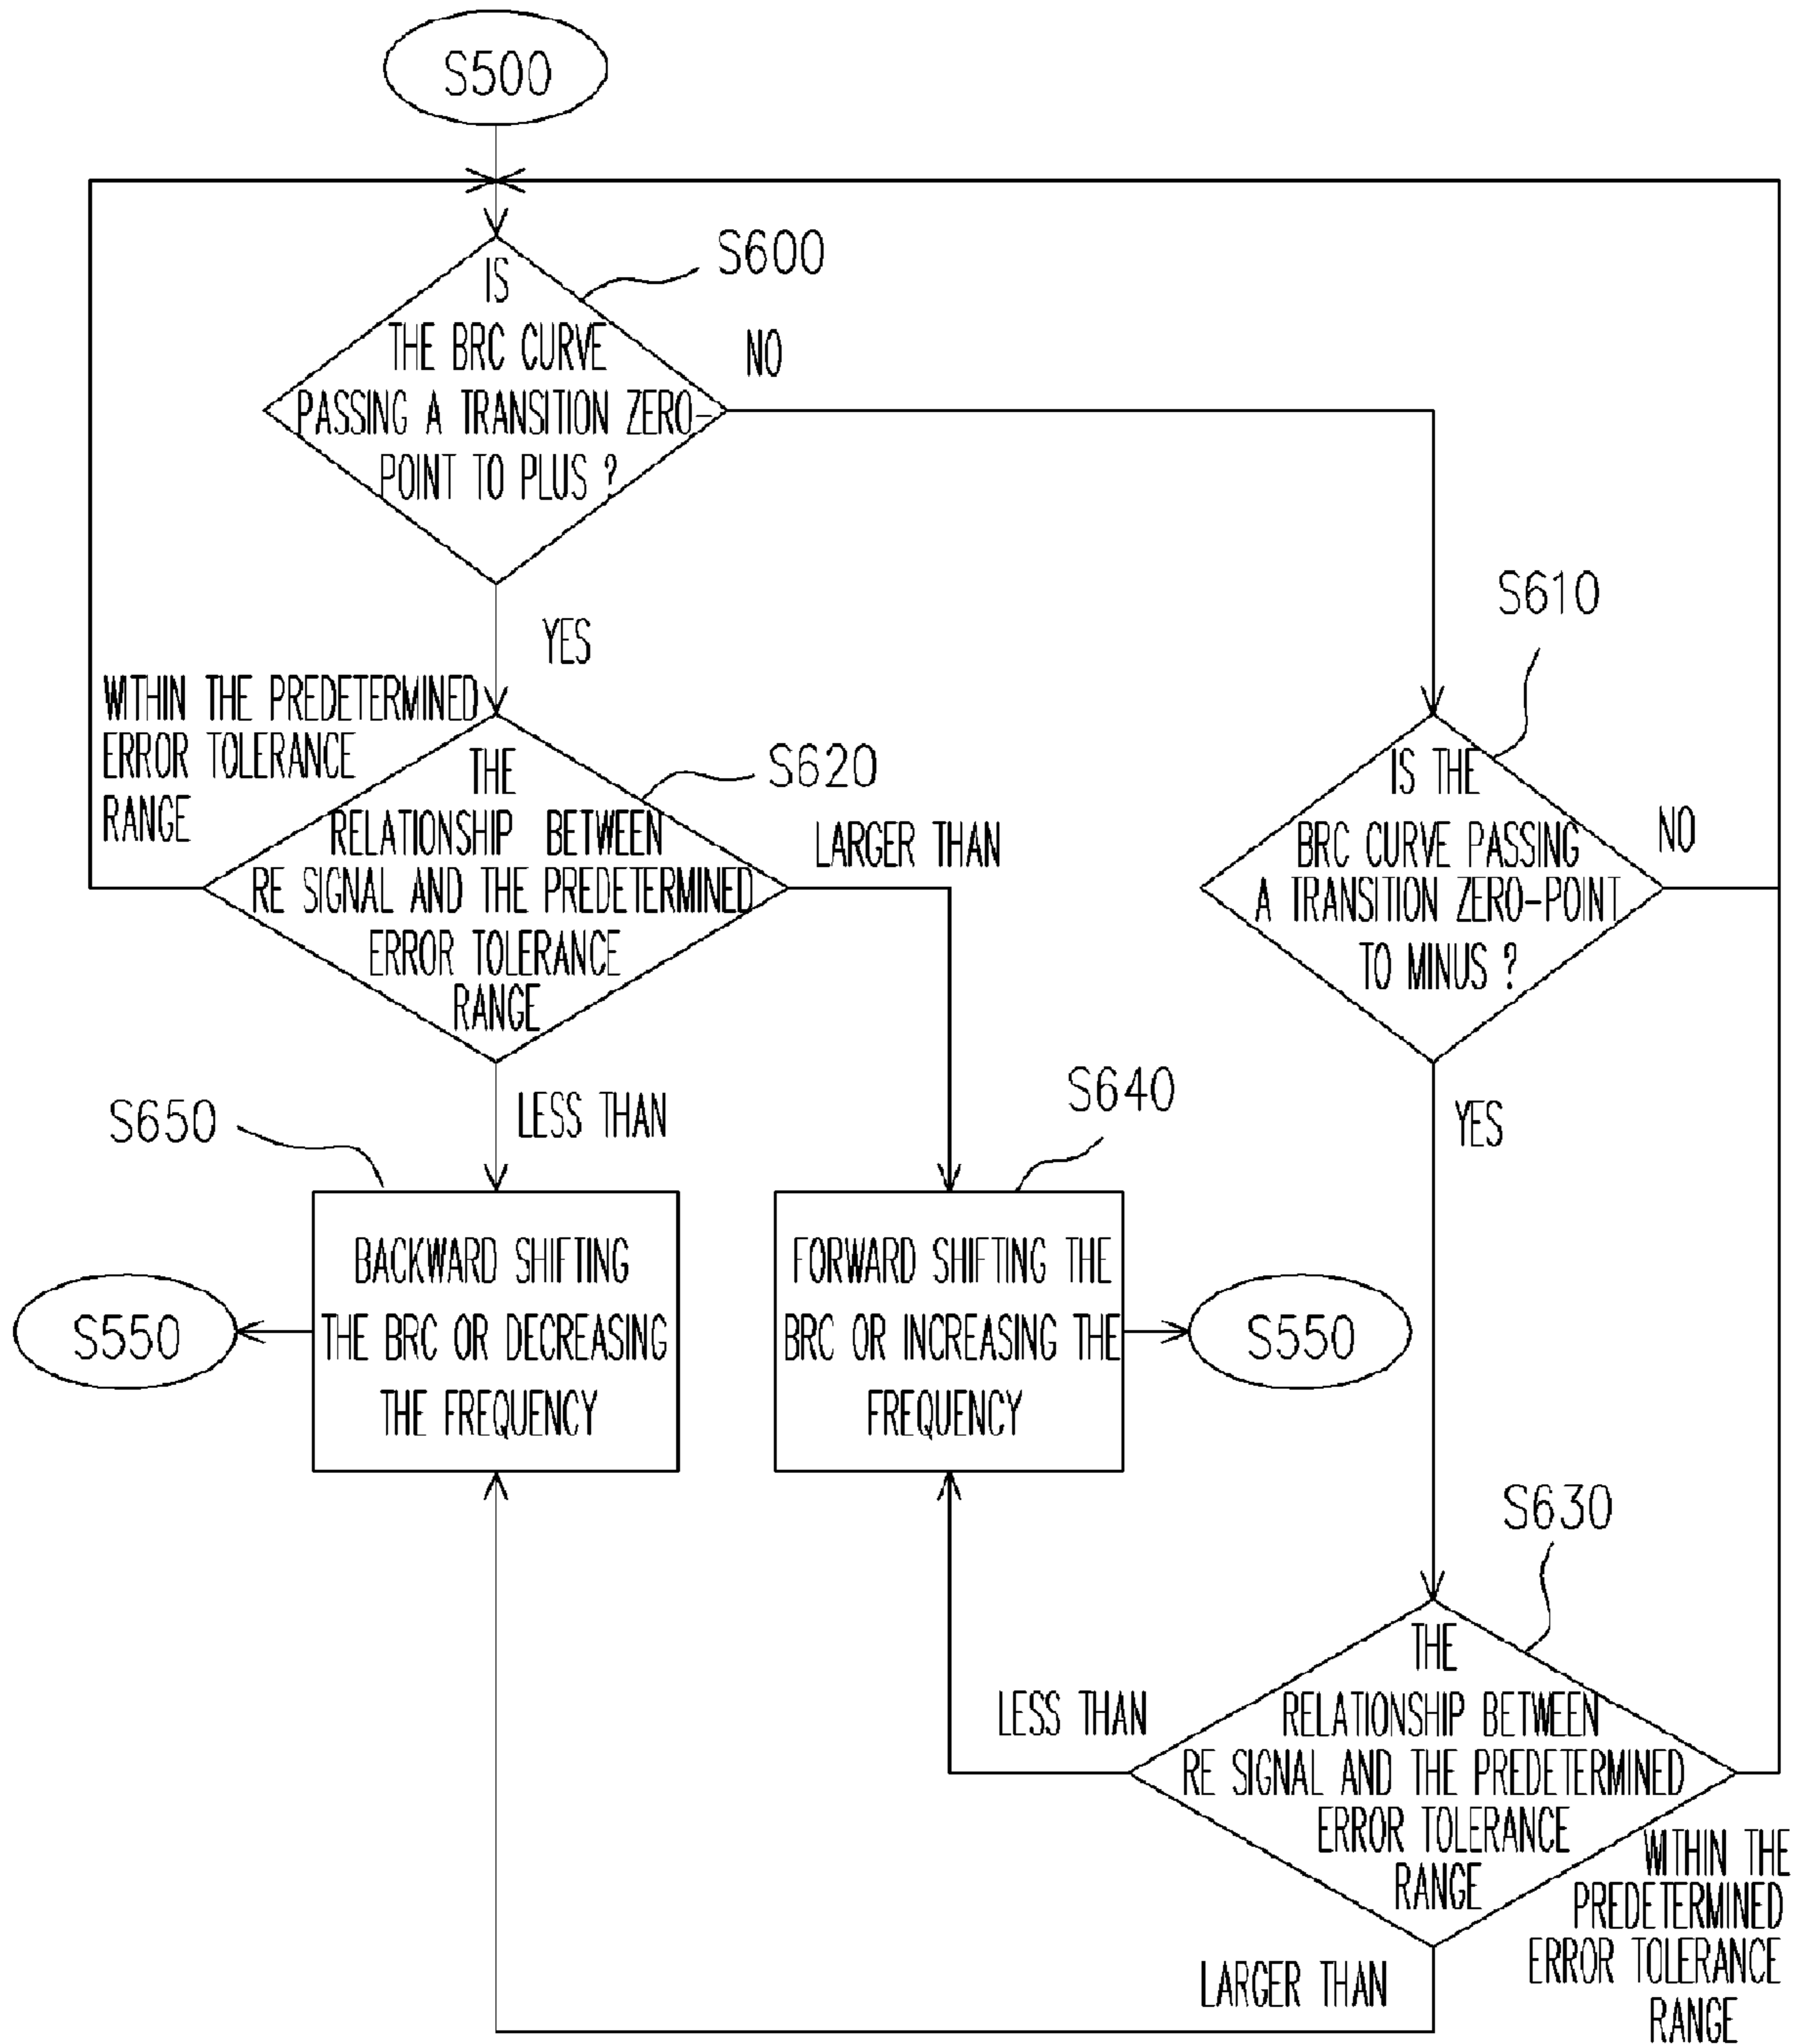 S500
S600
IS
THE BRC CURVE
PASSING A TRANSITION ZERO-
POINT TO PLUS ?
NO
YES
S610
IS THE
BRC CURVE PASSING
A TRANSITION ZERO-POINT
TO MINUS ?
NO
YES
WITHIN THE PREDETERMINED
ERROR TOLERANCE
RANGE
S620
THE
RELATIONSHIP BETWEEN
RE SIGNAL AND THE PREDETERMINED
ERROR TOLERANCE
RANGE
LARGER THAN
LESS THAN
S650
BACKWARD SHIFTING
THE BRC OR DECREASING
THE FREQUENCY
S550
S640
FORWARD SHIFTING THE
BRC OR INCREASING THE
FREQUENCY
S550
S630
THE
RELATIONSHIP BETWEEN
RE SIGNAL AND THE PREDETERMINED
ERROR TOLERANCE
RANGE
LESS THAN
LARGER THAN
WITHIN THE
PREDETERMINED
ERROR TOLERANCE
RANGE